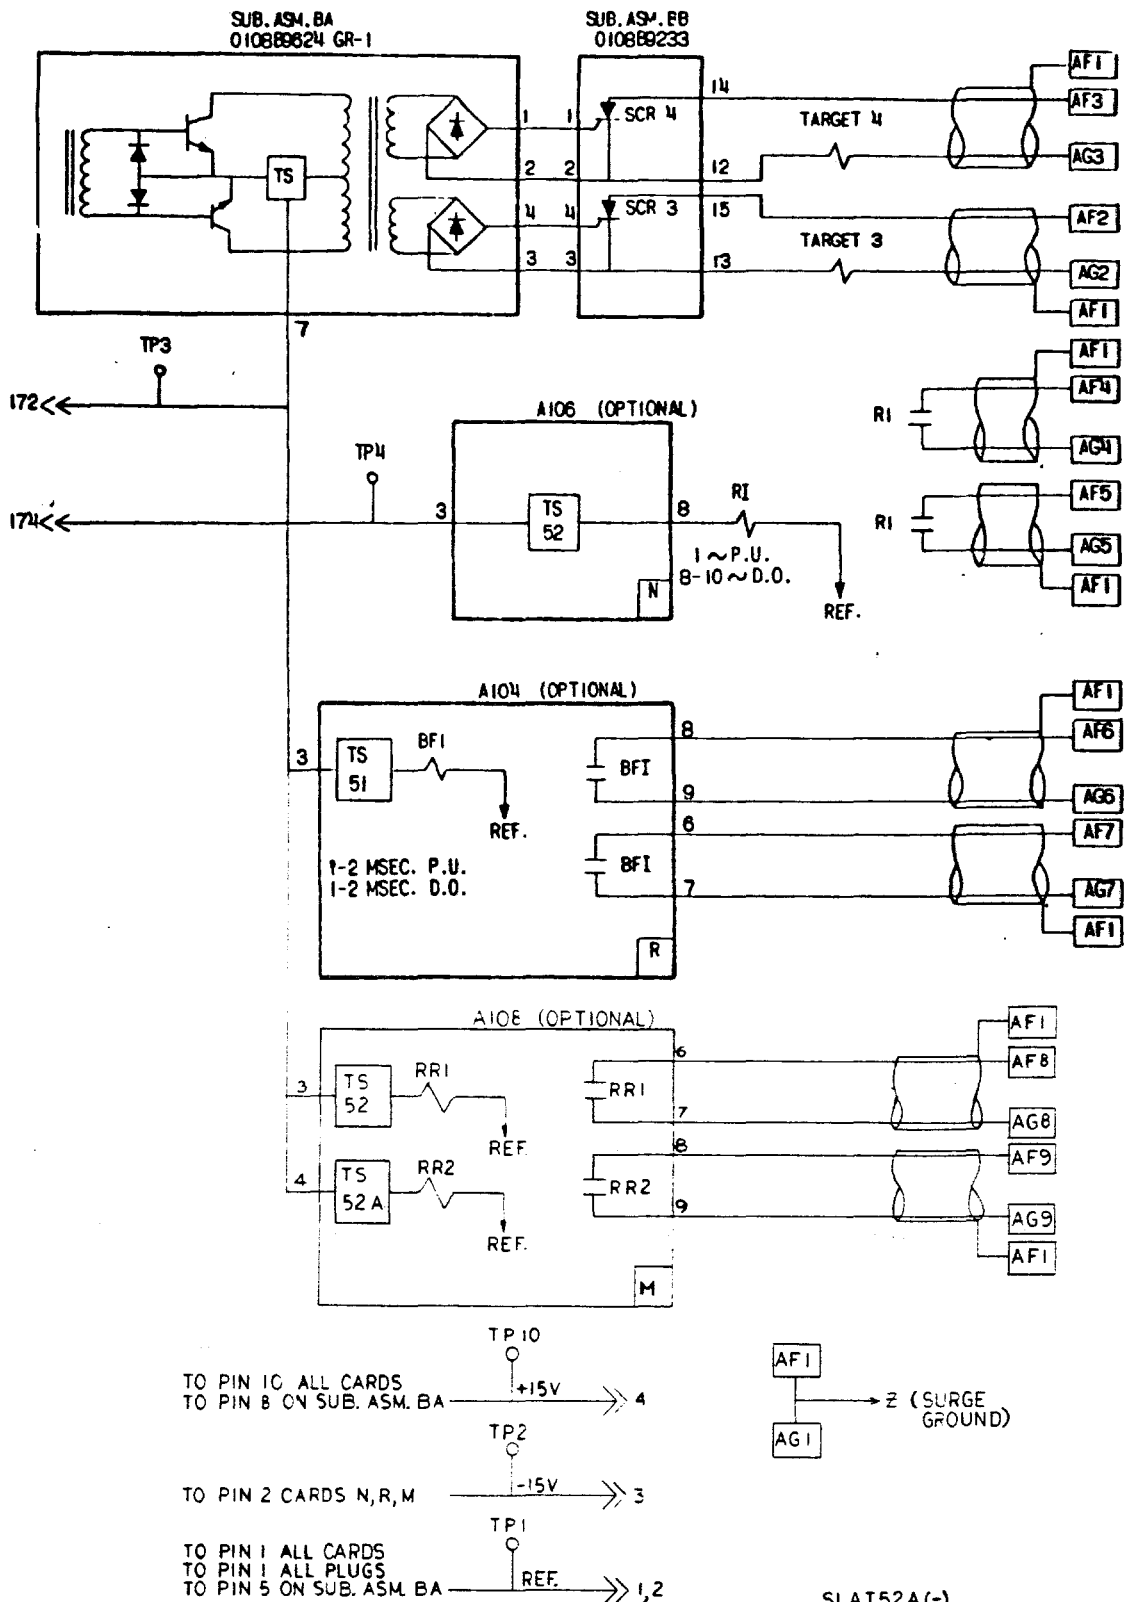 SUB. ASM. BA
0108B9624 GR-1
SUB. ASM. BB
0108B9233
AF1
14
1
1
SCR 4
TARGET 4
AF3
TS
2
2
12
AG3
4
4
SCR 3
15
AF2
TARGET 3
3
3
13
AG2
AF1
7
TP3
AF1
172
A106 (OPTIONAL)
R1
AF4
TP4
AG4
174
3
TS
52
8
RI
R1
AF5
1~P.U.
8-10~D.O.
AG5
N
REF.
AF1
A104 (OPTIONAL)
AF1
3
TS
51
BF1
BFI
8
AF6
REF.
9
AG6
6
AF7
1-2 MSEC. P.U.
1-2 MSEC. D.O.
BFI
7
AG7
R
AF1
A108 (OPTIONAL)
AF1
3
TS
52
RR1
RR1
6
AF8
REF.
7
AG8
4
TS
52A
RR2
RR2
8
AF9
REF.
9
AG9
AF1
M
TP10
AF1
TO PIN 10 ALL CARDS
TO PIN 8 ON SUB. ASM. BA
+15V
4
Z (SURGE
GROUND)
TP2
AG1
TO PIN 2 CARDS N,R,M
-15V
3
TP1
TO PIN 1 ALL CARDS
TO PIN 1 ALL PLUGS
TO PIN 5 ON SUB. ASM. BA
REF.
1,2
SLAT52A(-)